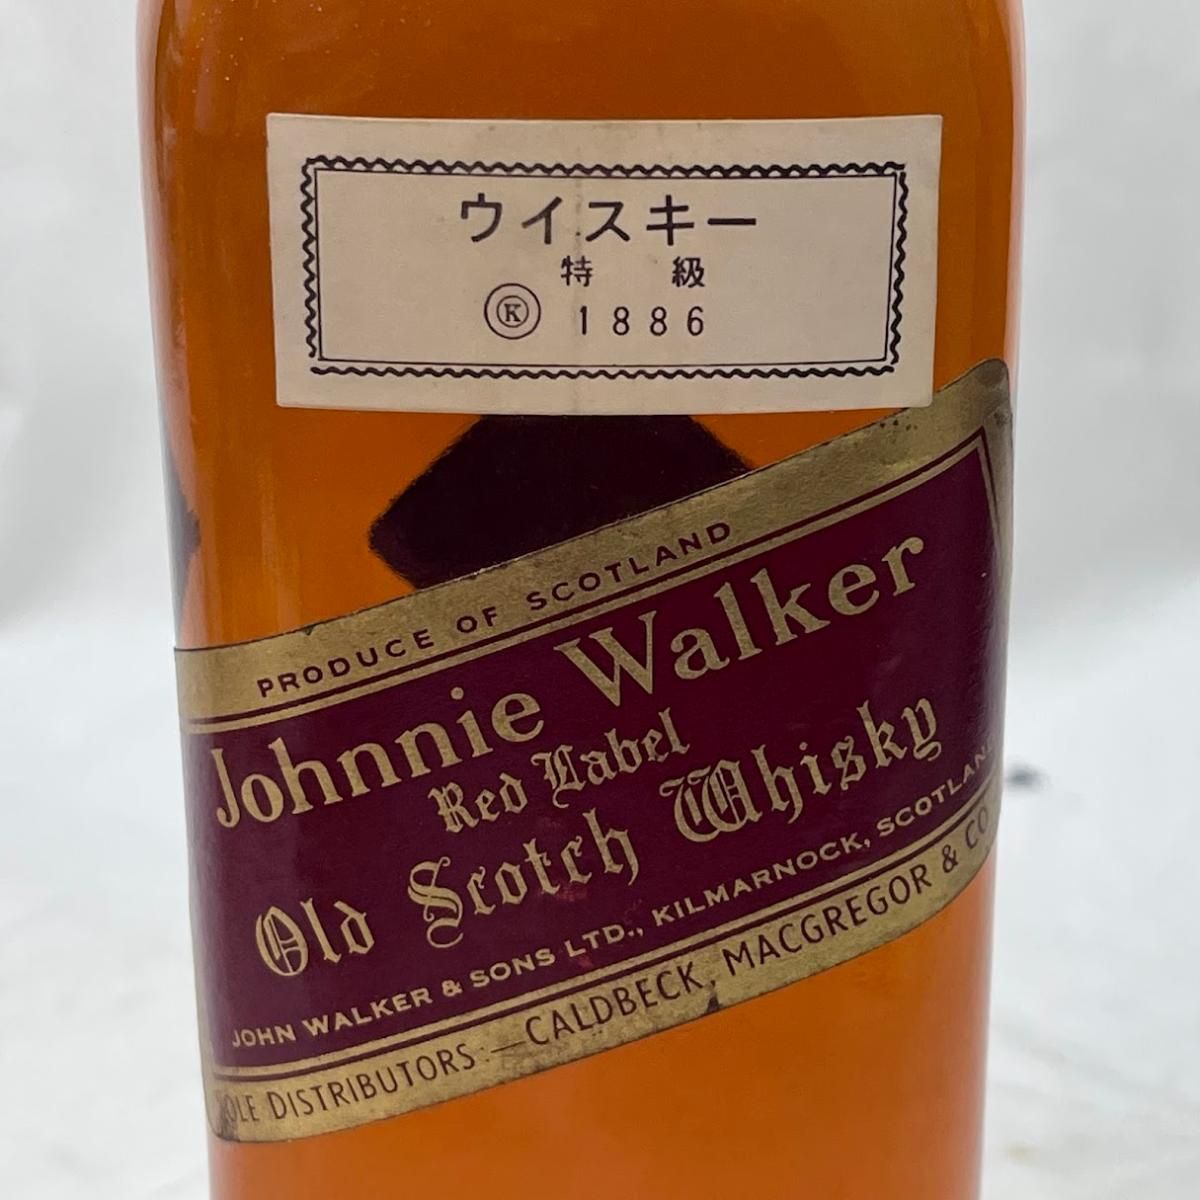 ウイスキー
特級
Ⓚ 1886
PRODUCE OF SCOTLAND
Johnnie Walker
Red Label
Old Scotch Whisky
JOHN WALKER & SONS LTD., KILMARNOCK, SCOTLAND.
SOLE DISTRIBUTORS:—CALDBECK, MACGREGOR & CO